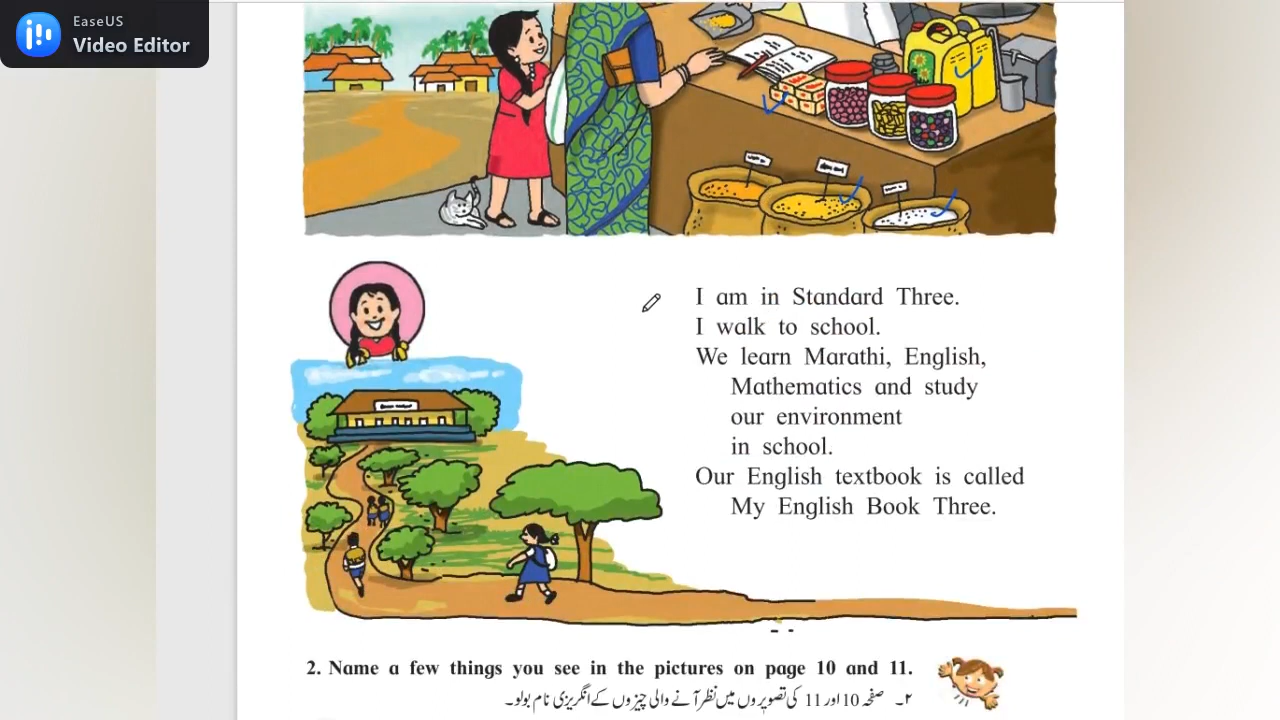 EaseUS
Video Editor
I am in Standard Three.
I walk to school.
We learn Marathi, English,
Mathematics and study
our environment
in school.
Our English textbook is called
My English Book Three.
2. Name a few things you see in the pictures on page 10 and 11.
۲۔ صفحہ 10 اور 11 کی تصویروں میں نظر آنے والی چیزوں کے انگریزی نام بولو۔